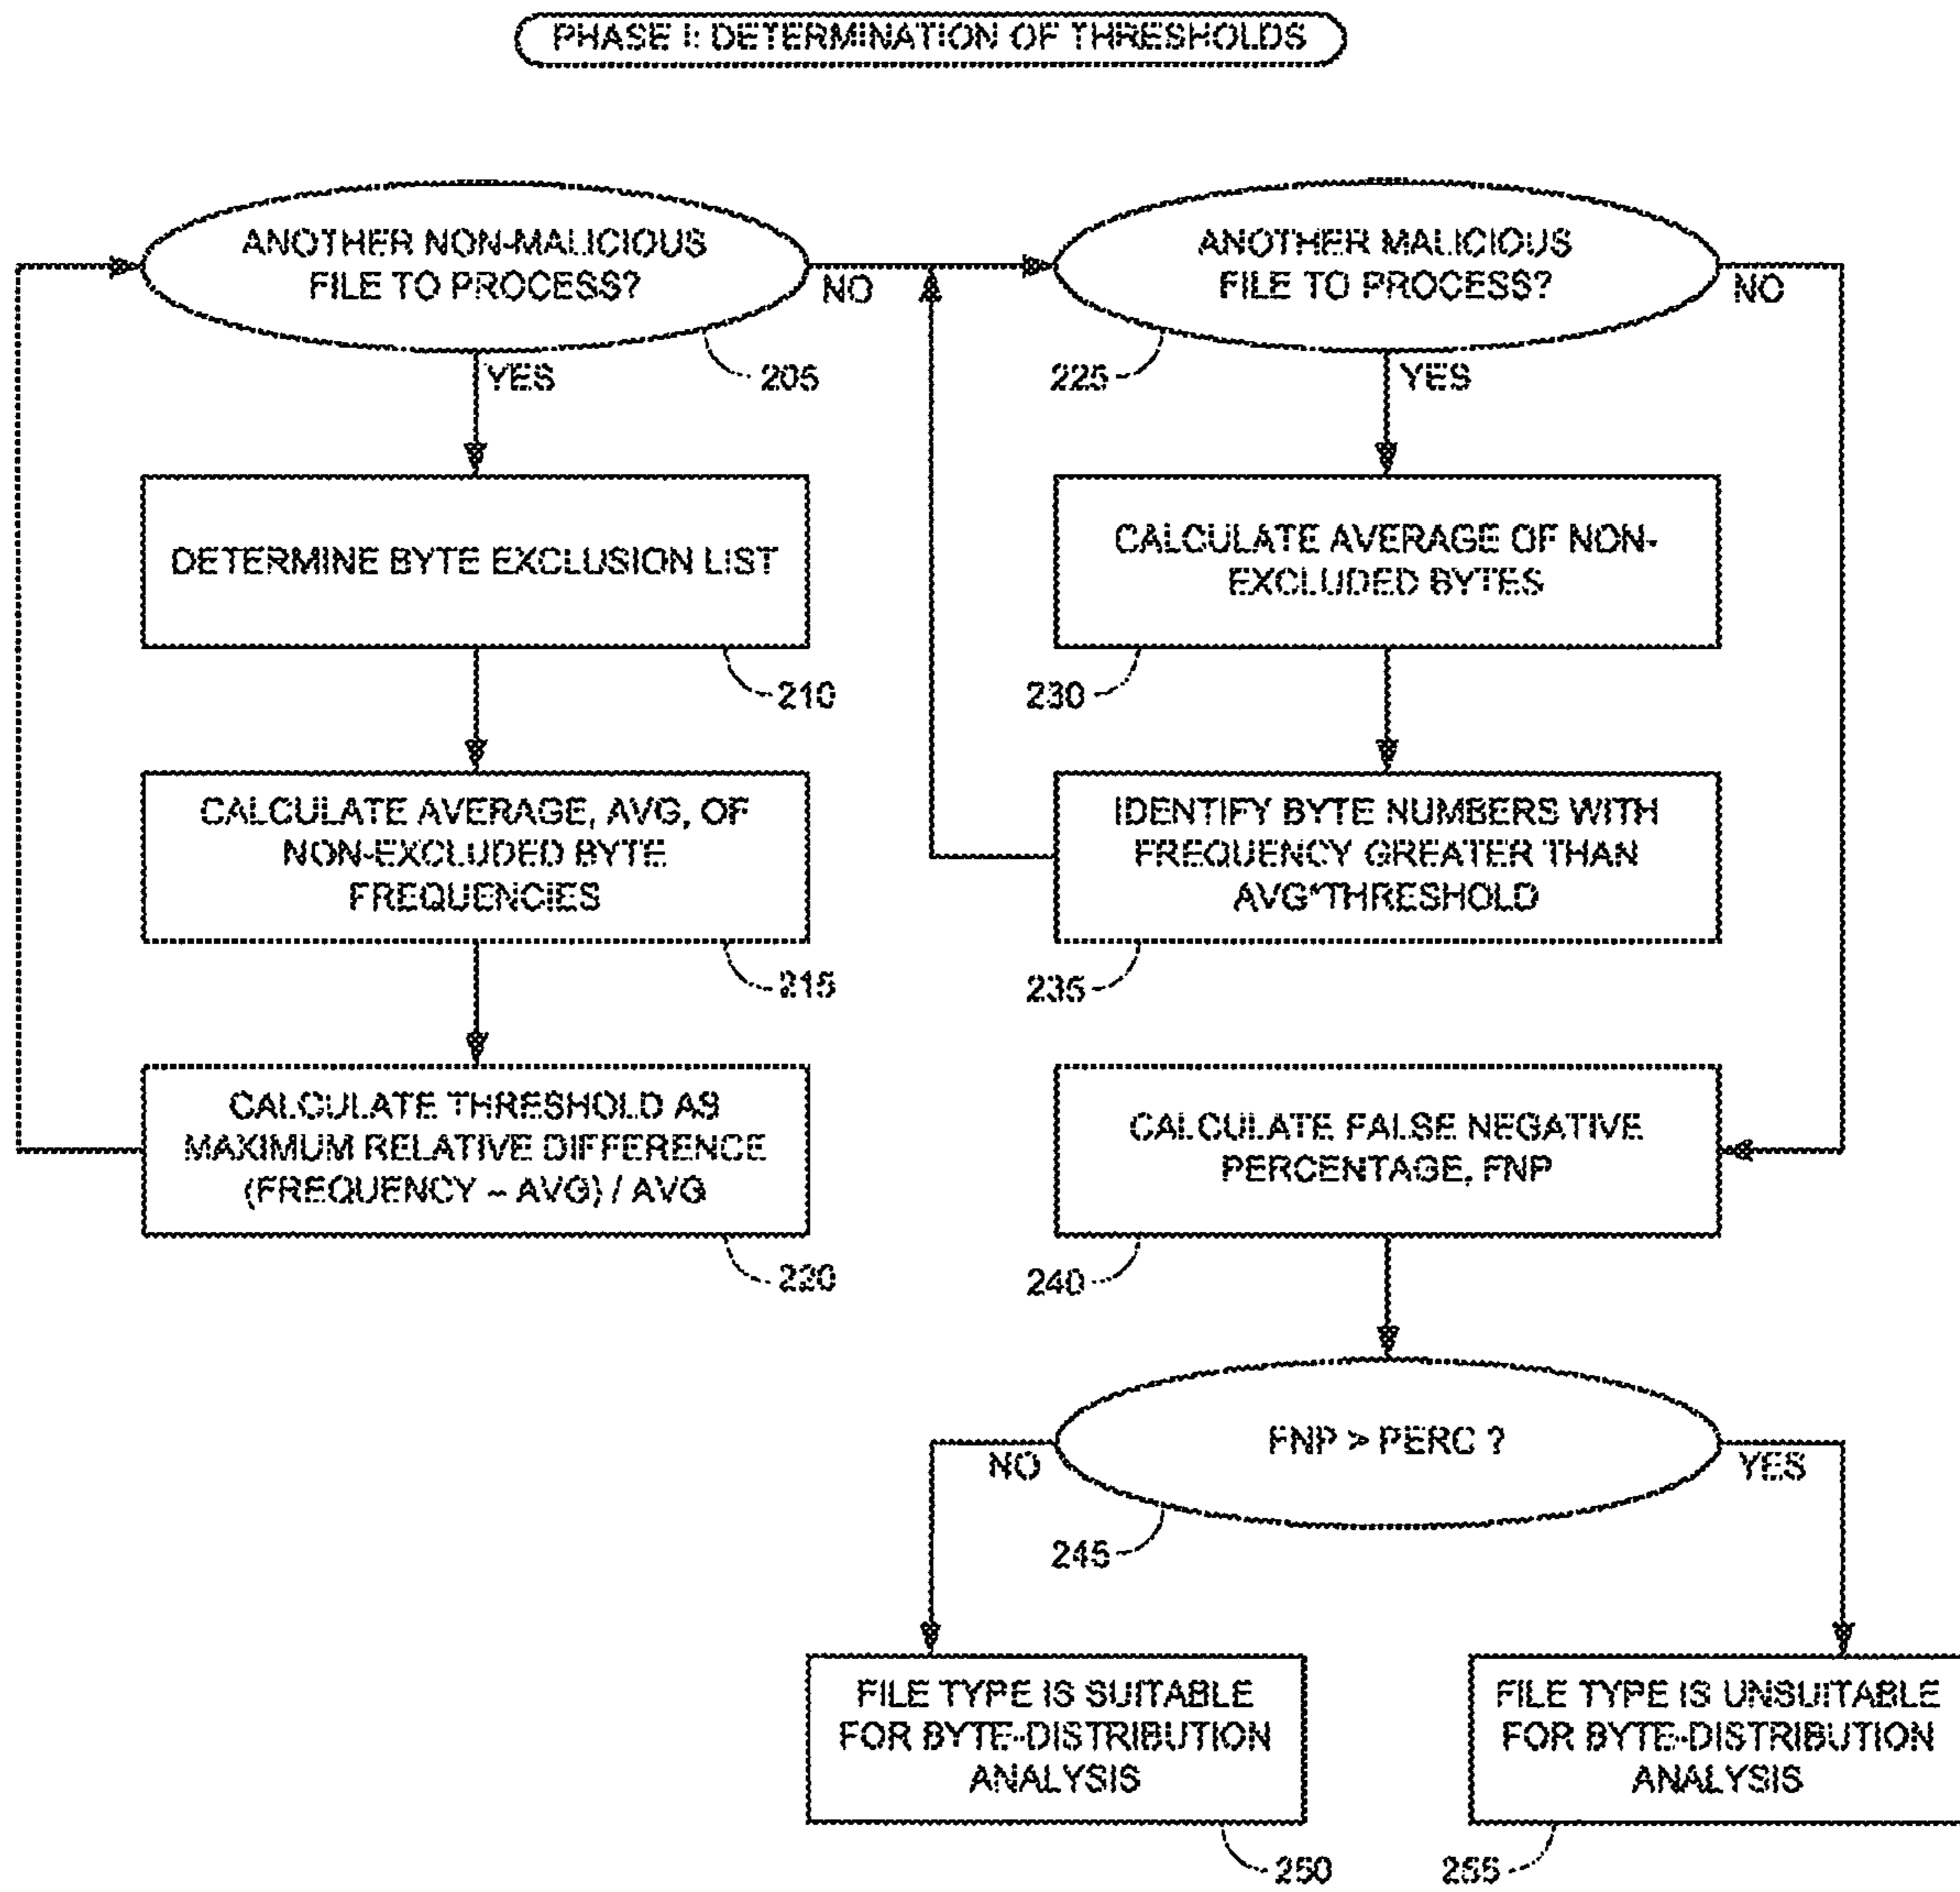 PHASE I: DETERMINATION OF THRESHOLDS
ANOTHER NON-MALICIOUS
FILE TO PROCESS?
NO
YES
205
DETERMINE BYTE EXCLUSION LIST
210
CALCULATE AVERAGE, AVG, OF
NON-EXCLUDED BYTE
FREQUENCIES
215
CALCULATE THRESHOLD AS
MAXIMUM RELATIVE DIFFERENCE
(FREQUENCY – AVG) / AVG
220
ANOTHER MALICIOUS
FILE TO PROCESS?
NO
225
YES
CALCULATE AVERAGE OF NON-
EXCLUDED BYTES
230
IDENTIFY BYTE NUMBERS WITH
FREQUENCY GREATER THAN
AVG*THRESHOLD
235
CALCULATE FALSE NEGATIVE
PERCENTAGE, FNP
240
FNP > PERC ?
NO
YES
245
FILE TYPE IS SUITABLE
FOR BYTE-DISTRIBUTION
ANALYSIS
250
FILE TYPE IS UNSUITABLE
FOR BYTE-DISTRIBUTION
ANALYSIS
255